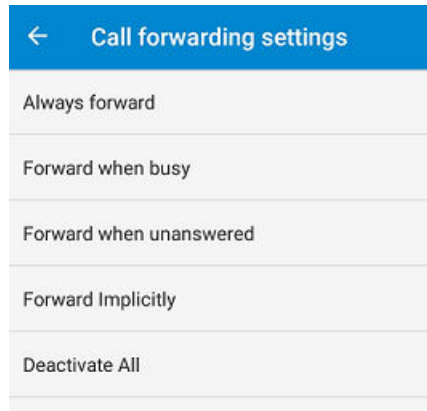 Call forwarding settings
Always forward
Forward when busy
Forward when unanswered
Forward Implicitly
Deactivate All